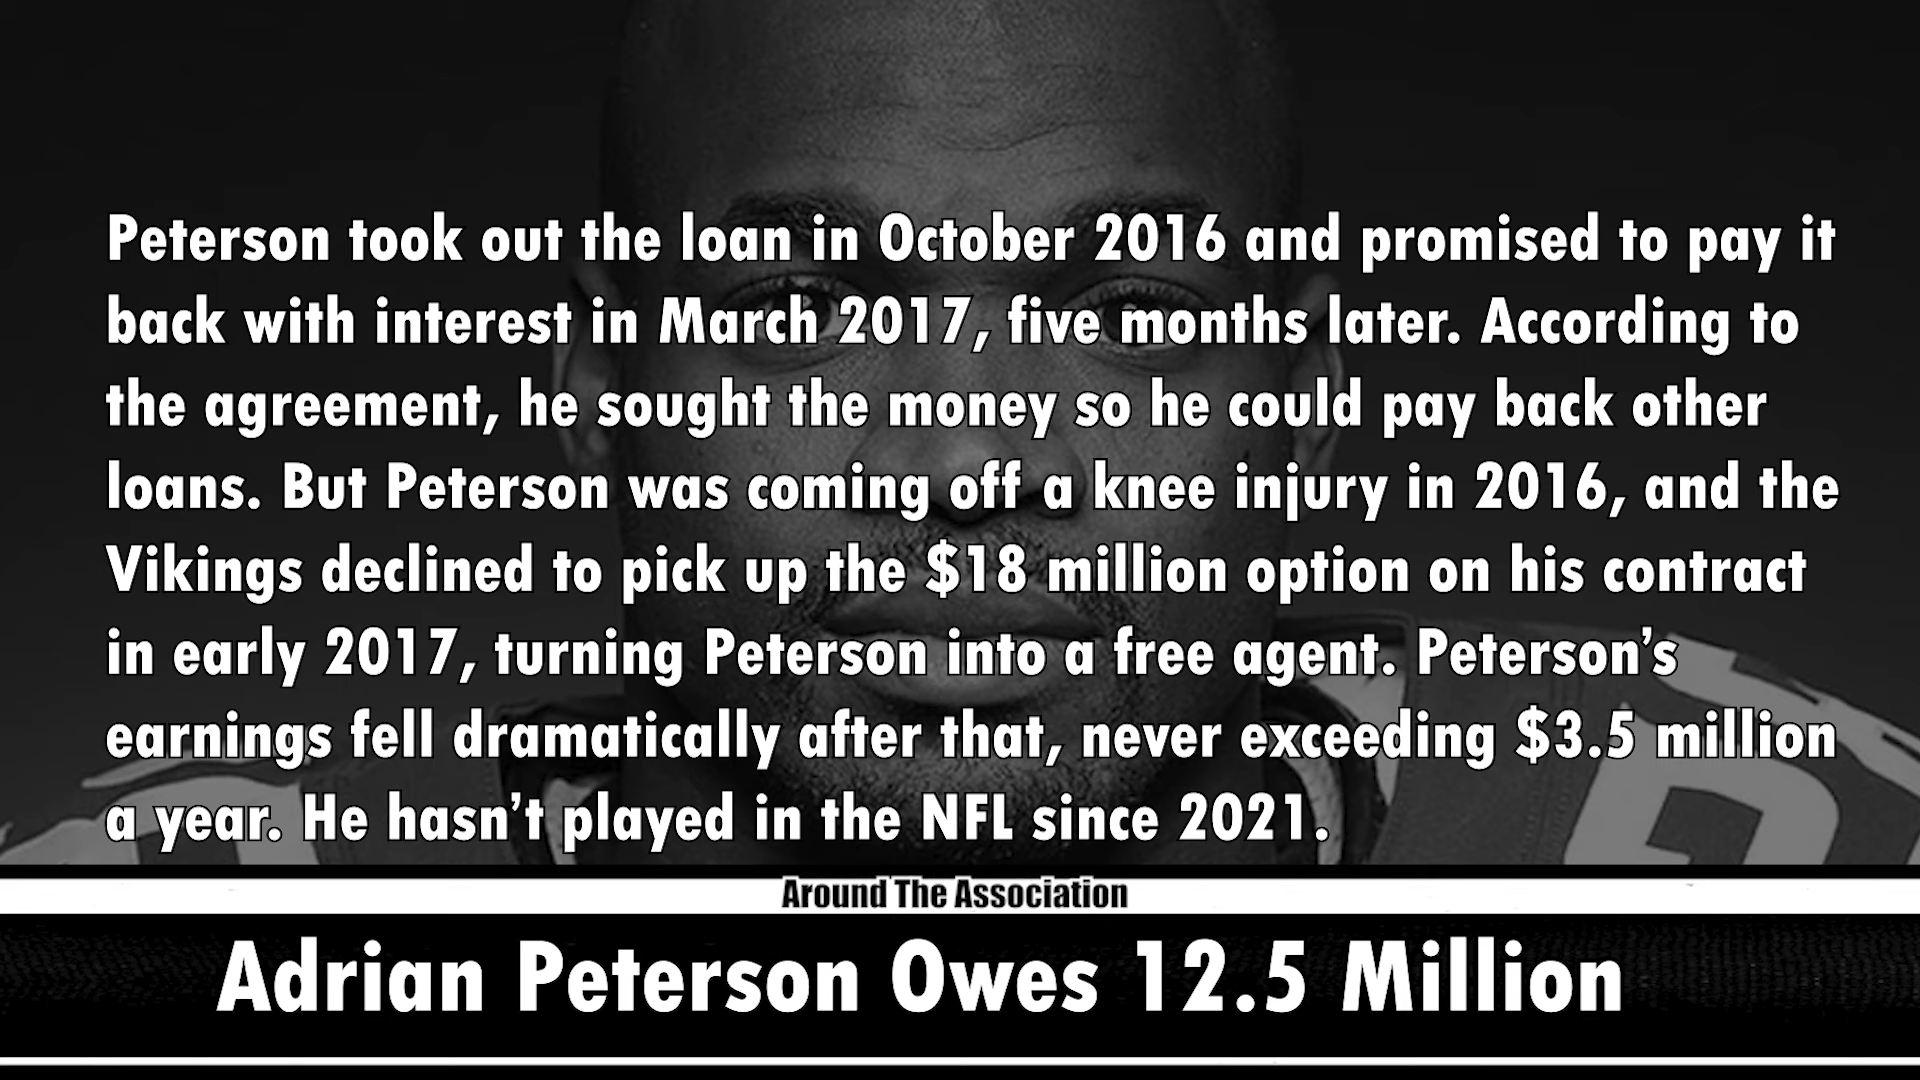 Peterson took out the loan in October 2016 and promised to pay it
back with interest in March 2017, five months later. According to
the agreement, he sought the money so he could pay back other
loans. But Peterson was coming off a knee injury in 2016, and the
Vikings declined to pick up the $18 million option on his contract
in early 2017, turning Peterson into a free agent. Peterson’s
earnings fell dramatically after that, never exceeding $3.5 million
a year. He hasn’t played in the NFL since 2021.
Around The Association
Adrian Peterson Owes 12.5 Million